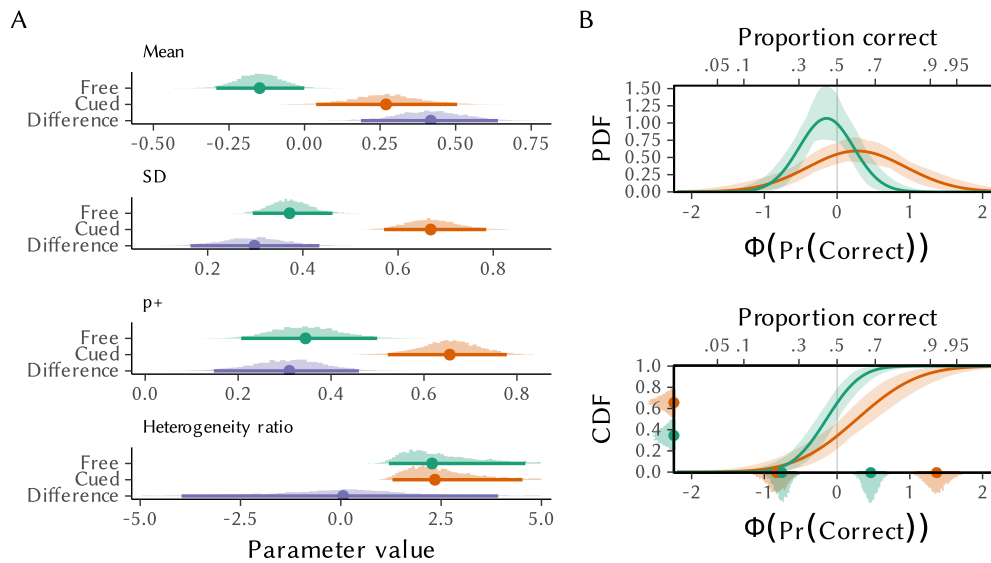 A
Mean
Free
Cued
Difference
-0.50 -0.25 0.00 0.25 0.50 0.75
SD
Free
Cued
Difference
0.2 0.4 0.6 0.8
p+
Free
Cued
Difference
0.0 0.2 0.4 0.6 0.8
Heterogeneity ratio
Free
Cued
Difference
-5.0 -2.5 0.0 2.5 5.0
Parameter value
B
Proportion correct
.05 .1 .3 .5 .7 .9 .95
1.50
1.25
1.00
0.75
0.50
0.25
0.00
PDF
-2 -1 0 1 2
Φ(Pr(Correct))
Proportion correct
.05 .1 .3 .5 .7 .9 .95
1.0
0.8
0.6
0.4
0.2
0.0
CDF
-2 -1 0 1 2
Φ(Pr(Correct))